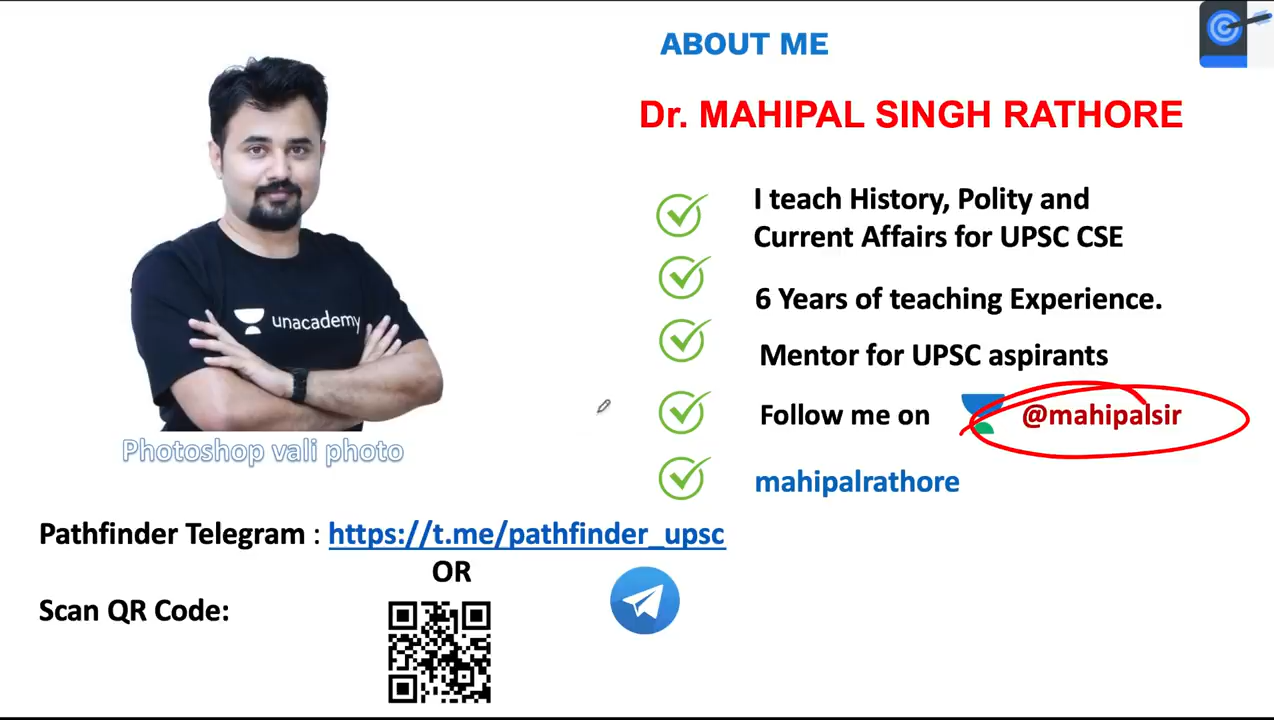 ABOUT ME
Dr. MAHIPAL SINGH RATHORE
I teach History, Polity and
Current Affairs for UPSC CSE
6 Years of teaching Experience.
Mentor for UPSC aspirants
Follow me on @mahipalsir
mahipalrathore
unacademy
Photoshop vali photo
Pathfinder Telegram : https://t.me/pathfinder_upsc
OR
Scan QR Code: